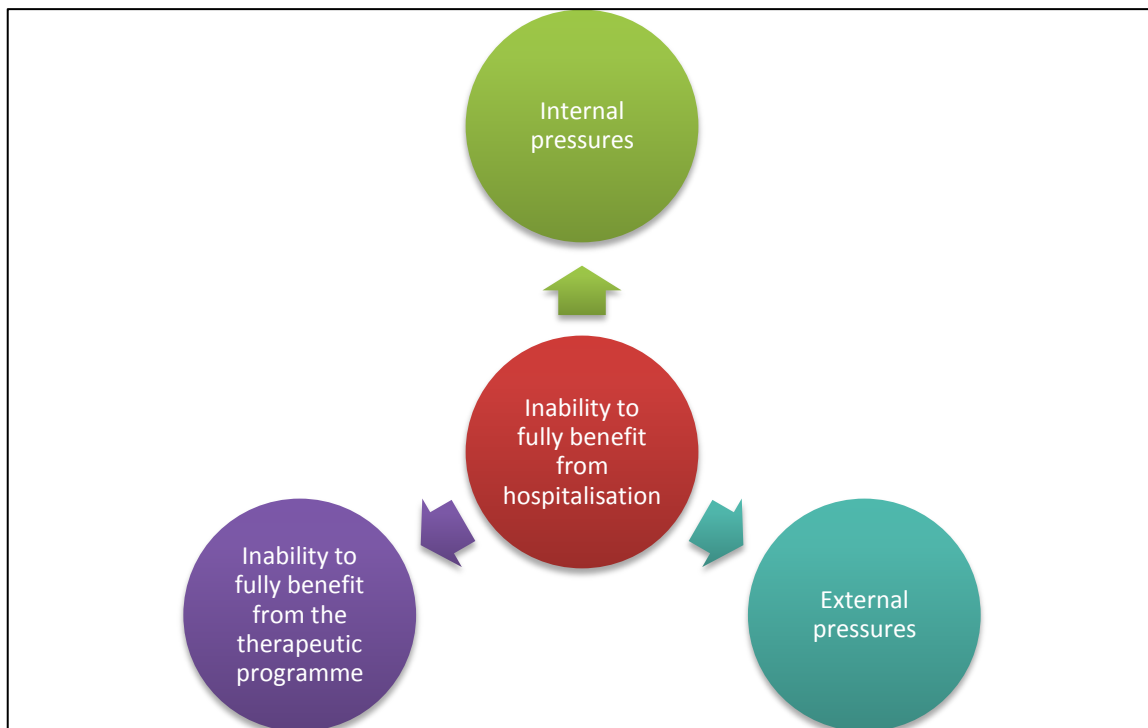 Internal
pressures
Inability to
fully benefit
from
hospitalisation
Inability to
fully benefit
from the
therapeutic
programme
External
pressures